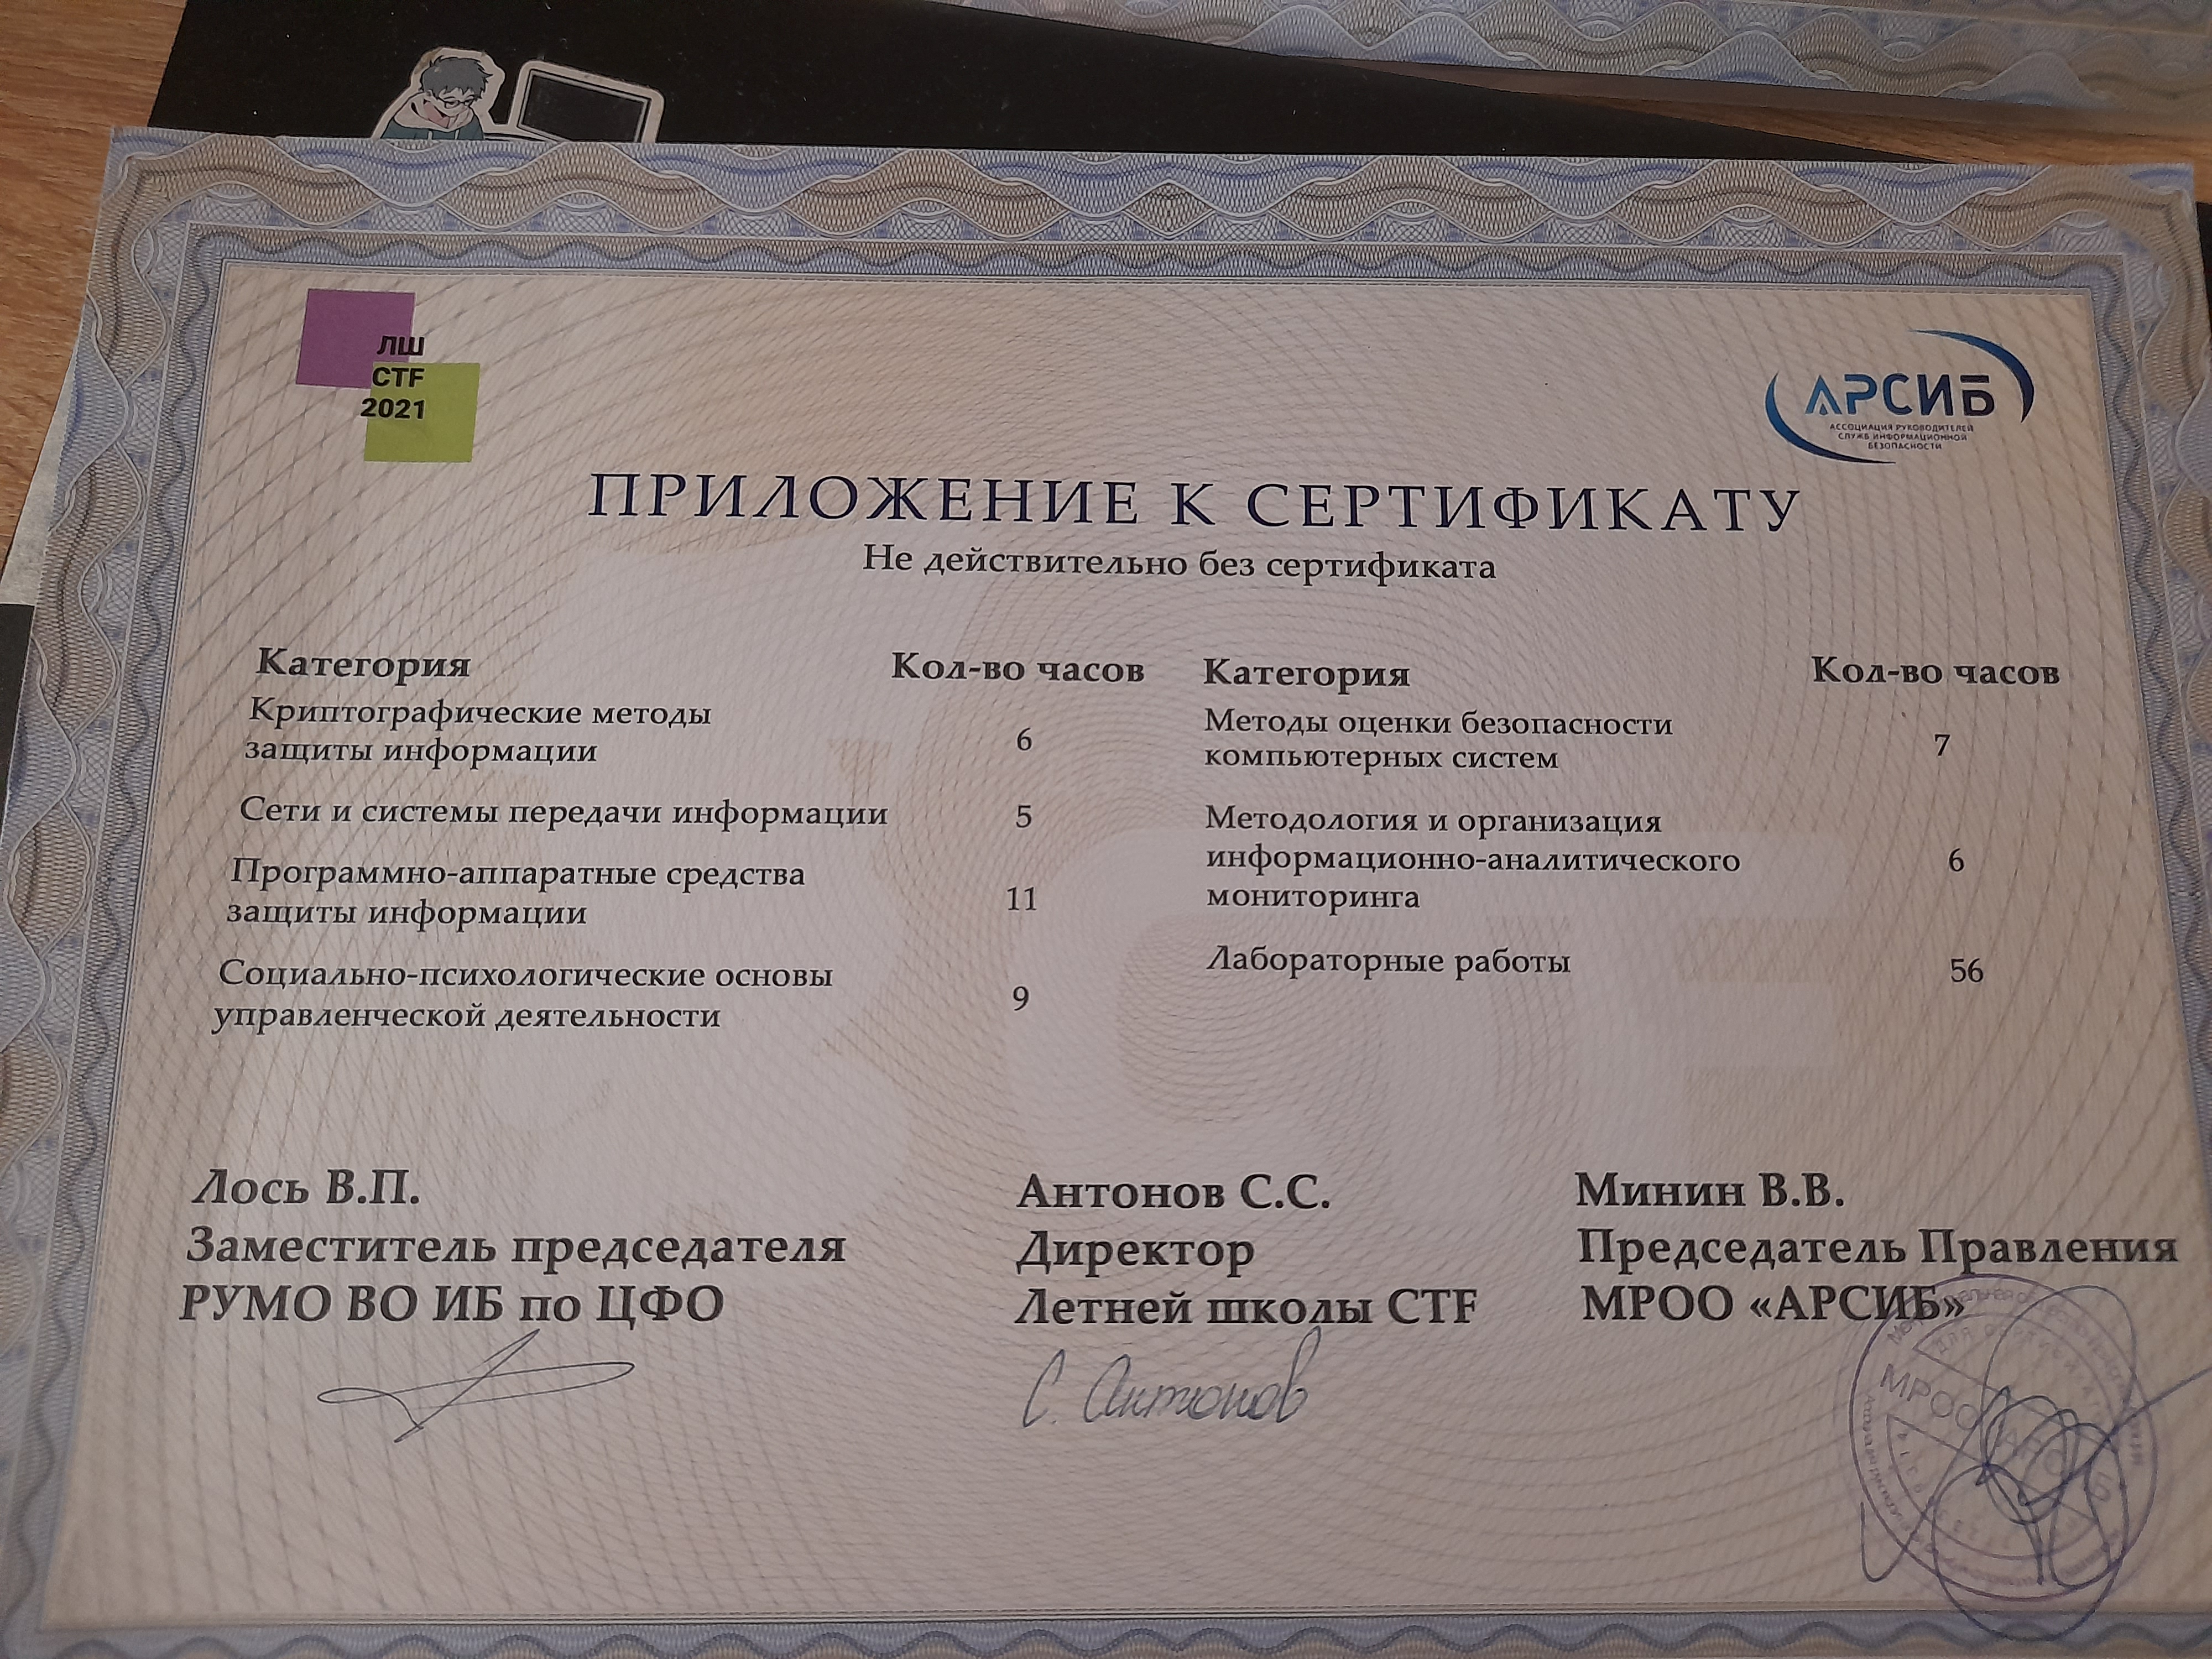 ЛШ
CTF
2021
АРСИБ
АССОЦИАЦИЯ РУКОВОДИТЕЛЕЙ
СЛУЖБ ИНФОРМАЦИОННОЙ
БЕЗОПАСНОСТИ
ПРИЛОЖЕНИЕ К СЕРТИФИКАТУ
Не действительно без сертификата
Категория Кол-во часов
Криптографические методы
защиты информации 6
Сети и системы передачи информации 5
Программно-аппаратные средства
защиты информации 11
Социально-психологические основы
управленческой деятельности 9
Категория Кол-во часов
Методы оценки безопасности
компьютерных систем 7
Методология и организация
информационно-аналитического 6
мониторинга
Лабораторные работы 56
Лось В.П.
Заместитель председателя
РУМО ВО ИБ по ЦФО
Антонов С.С.
Директор
Летней школы CTF
С. Антонов
Минин В.В.
Председатель Правления
МРОО «АРСИБ»